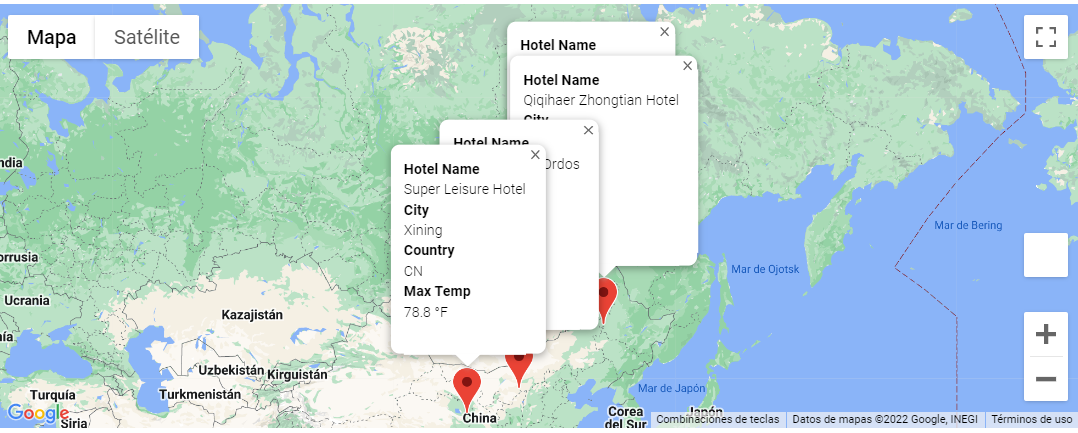 Mapa
Satélite
Hotel Name
Hotel Name
Qiqihaer Zhongtian Hotel
City
Hotel Name
Ordos
Hotel Name
Super Leisure Hotel
City
Xining
Country
CN
Max Temp
78.8 °F
ndia
orrusia
Ucrania
nía
Kazajistán
Uzbekistán
Kirguistán
Turkmenistán
Turquía
Siria
China
Corea
del Sur
Japón
Mar de Japón
Mar de Ojotsk
Mar de Bering
Google
Combinaciones de teclas
Datos de mapas ©2022 Google, INEGI
Términos de uso